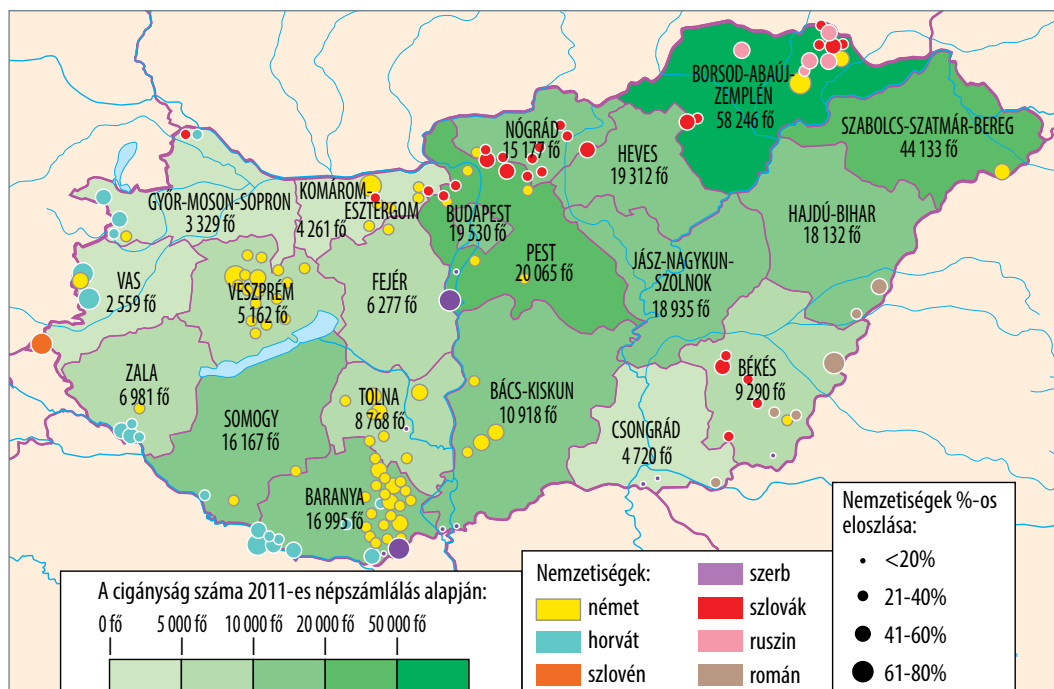 BORSOD-ABAÚJ-
ZEMPLÉN
58 246 fő
SZABOLCS-SZATMÁR-BEREG
44 133 fő
NÓGRÁD
15 177 fő
HEVES
19 312 fő
GYŐR-MOSON-SOPRON
3 329 fő
KOMÁROM-
ESZTERGOM
4 261 fő
BUDAPEST
19 530 fő
HAJDÚ-BIHAR
18 132 fő
PEST
20 065 fő
JÁSZ-NAGYKUN-
SZOLNOK
18 935 fő
VAS
2 559 fő
VESZPRÉM
5 162 fő
FEJÉR
6 277 fő
ZALA
6 981 fő
SOMOGY
16 167 fő
TOLNA
8 768 fő
BÁCS-KISKUN
10 918 fő
BÉKÉS
9 290 fő
CSONGRÁD
4 720 fő
BARANYA
16 995 fő
A cigányság száma 2011-es népszámlálás alapján:
0 fő 5 000 fő 10 000 fő 20 000 fő 50 000 fő
Nemzetiségek:
német
horvát
szlovén
szerb
szlovák
ruszin
román
Nemzetiségek %-os
eloszlása:
<20%
21-40%
41-60%
61-80%